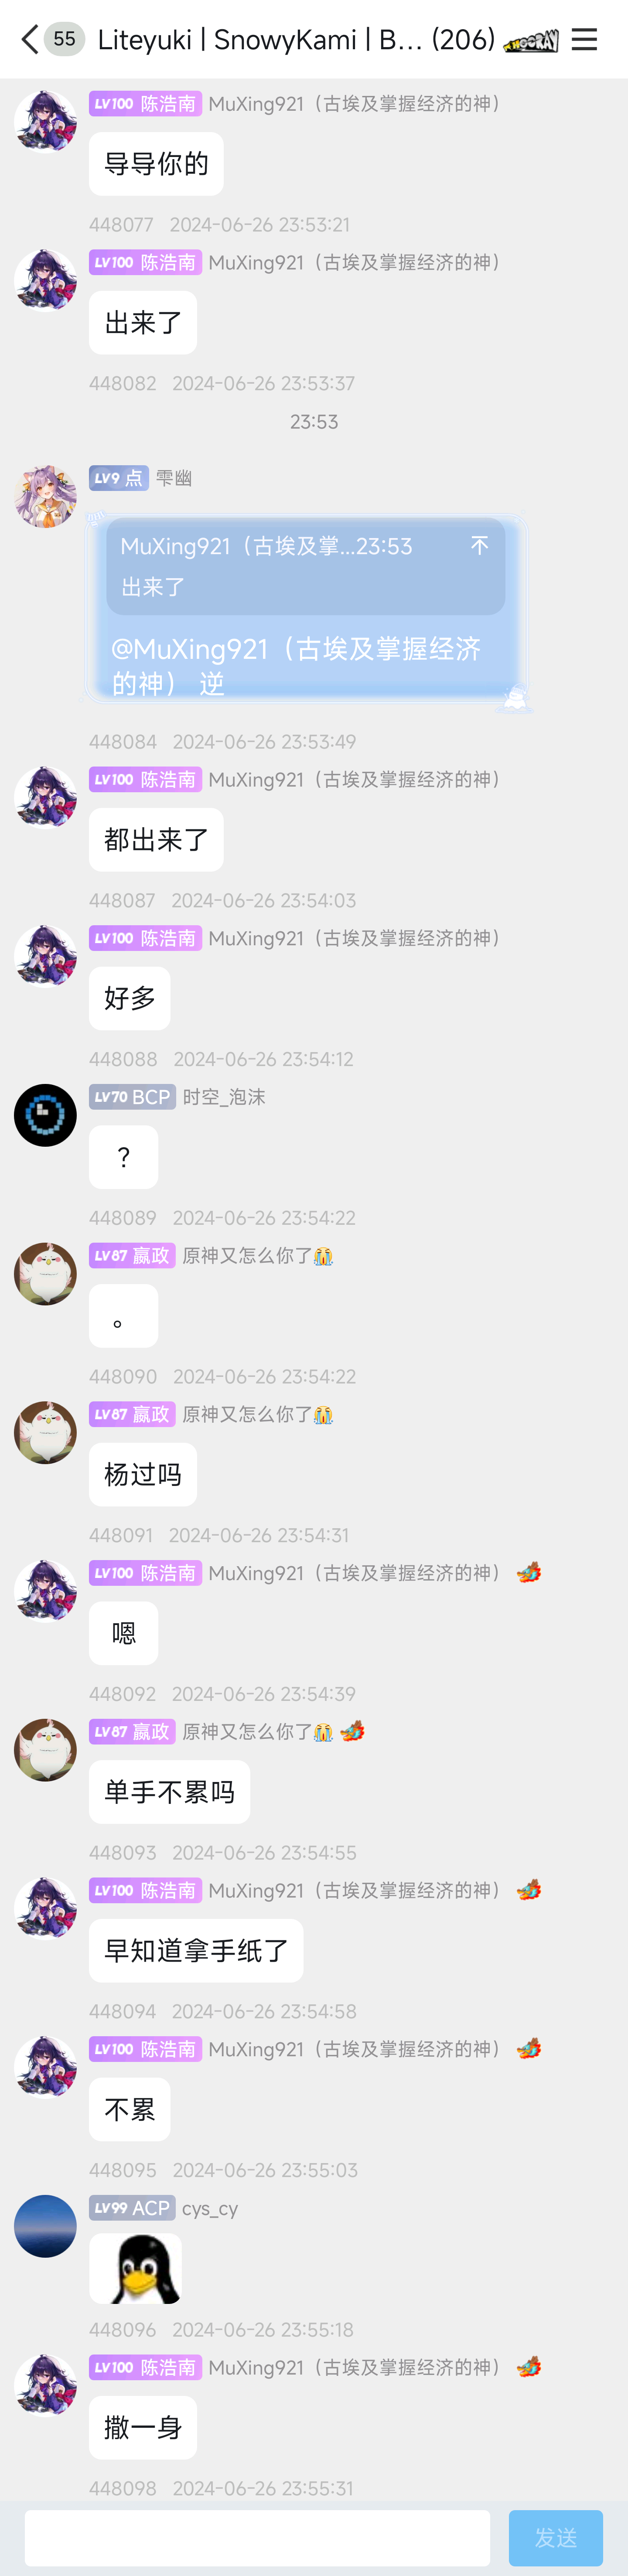 55 Liteyuki | SnowyKami | B... (206) HOORAY
LV100 陈浩南 MuXing921（古埃及掌握经济的神）
导导你的
448077 2024-06-26 23:53:21
LV100 陈浩南 MuXing921（古埃及掌握经济的神）
出来了
448082 2024-06-26 23:53:37
23:53
LV9 点 雫幽
MuXing921（古埃及掌...23:53
出来了
@MuXing921（古埃及掌握经济
的神） 逆
448084 2024-06-26 23:53:49
LV100 陈浩南 MuXing921（古埃及掌握经济的神）
都出来了
448087 2024-06-26 23:54:03
LV100 陈浩南 MuXing921（古埃及掌握经济的神）
好多
448088 2024-06-26 23:54:12
LV70 BCP 时空_泡沫
？
448089 2024-06-26 23:54:22
LV87 嬴政 原神又怎么你了😭
。
448090 2024-06-26 23:54:22
LV87 嬴政 原神又怎么你了😭
杨过吗
448091 2024-06-26 23:54:31
LV100 陈浩南 MuXing921（古埃及掌握经济的神）
嗯
448092 2024-06-26 23:54:39
LV87 嬴政 原神又怎么你了😭
单手不累吗
448093 2024-06-26 23:54:55
LV100 陈浩南 MuXing921（古埃及掌握经济的神）
早知道拿手纸了
448094 2024-06-26 23:54:58
LV100 陈浩南 MuXing921（古埃及掌握经济的神）
不累
448095 2024-06-26 23:55:03
LV99 ACP cys_cy
448096 2024-06-26 23:55:18
LV100 陈浩南 MuXing921（古埃及掌握经济的神）
撒一身
448098 2024-06-26 23:55:31
发送